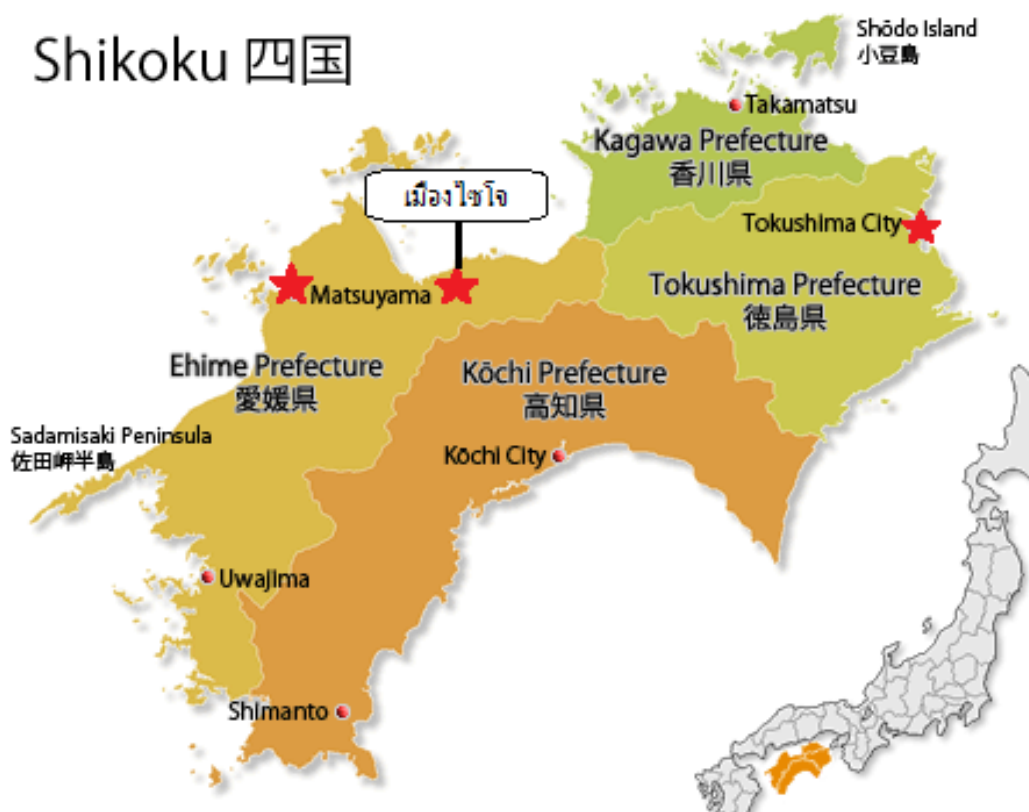 Shikoku 四国
Shōdo Island
小豆島
Takamatsu
Kagawa Prefecture
香川県
เมืองไซโจ
Tokushima City
Matsuyama
Tokushima Prefecture
徳島県
Ehime Prefecture
愛媛県
Kōchi Prefecture
高知県
Sadamisaki Peninsula
佐田岬半島
Kōchi City
Uwajima
Shimanto